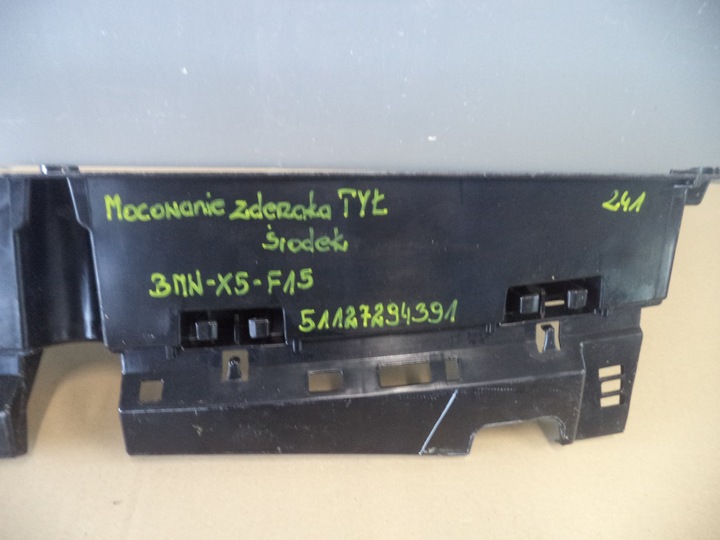 Mocowanie zderzaka TYŁ
241
środek
BMW-X5-F15
51127294391